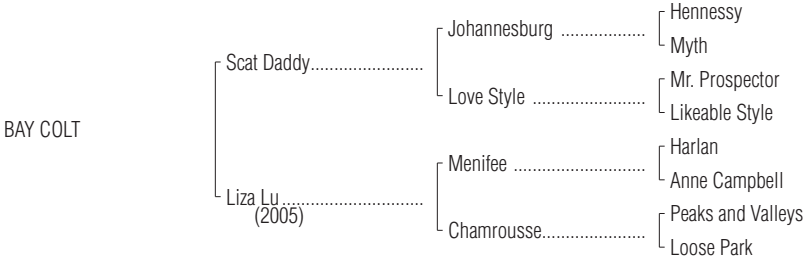 Hennessy
Johannesburg ..................
Myth
Scat Daddy........................
Mr. Prospector
Love Style ........................
Likeable Style
BAY COLT
Harlan
Menifee ............................
Anne Campbell
Liza Lu..............................
(2005)
Peaks and Valleys
Chamrousse......................
Loose Park